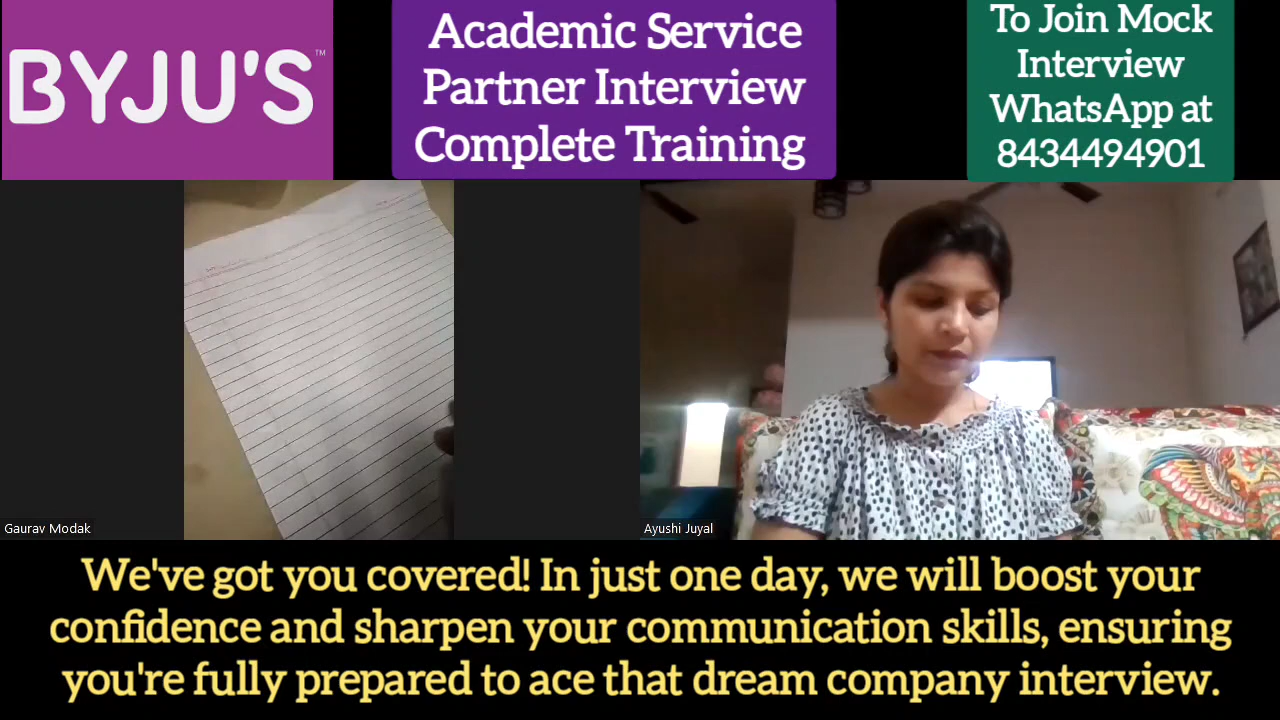 BYJU'S™
Academic Service
Partner Interview
Complete Training
To Join Mock
Interview
WhatsApp at
8434494901
Gaurav Modak
Ayushi Juyal
We've got you covered! In just one day, we will boost your
confidence and sharpen your communication skills, ensuring
you're fully prepared to ace that dream company interview.